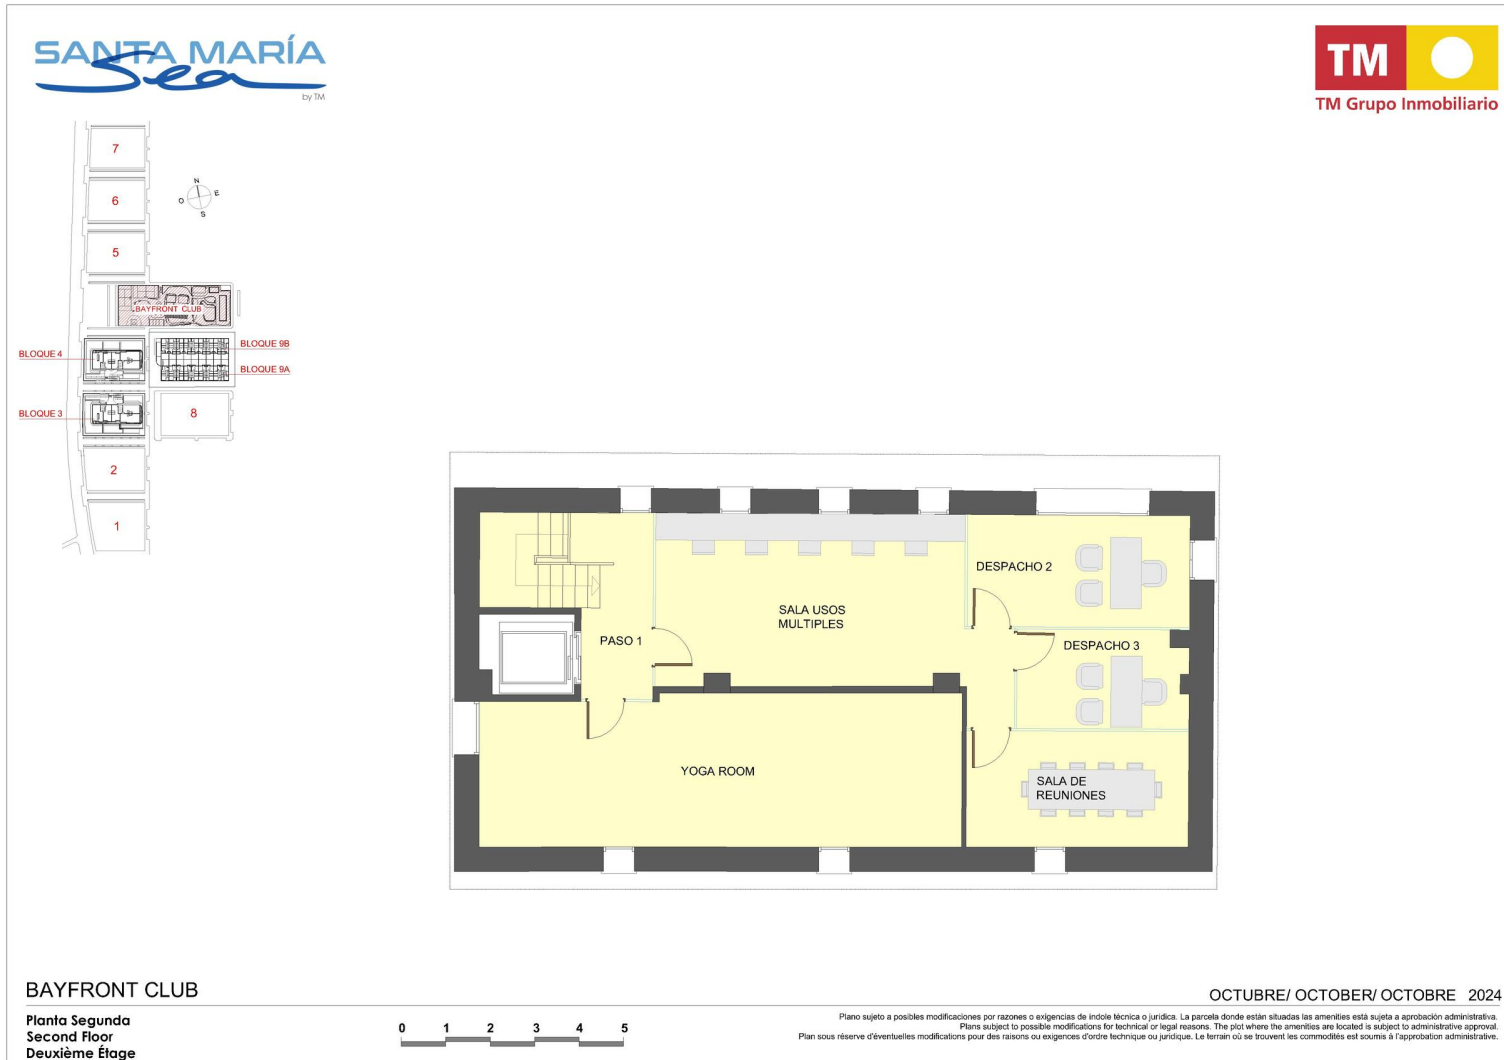 SANTA MARÍA
Sea
by TM
TM
TM Grupo Inmobiliario
7
6
5
N
E
O
S
BAYFRONT CLUB
BLOQUE 4
BLOQUE 9B
BLOQUE 9A
BLOQUE 3
8
2
1
DESPACHO 2
SALA USOS
MULTIPLES
PASO 1
DESPACHO 3
YOGA ROOM
SALA DE
REUNIONES
BAYFRONT CLUB
OCTUBRE/ OCTOBER/ OCTOBRE 2024
Planta Segunda
Second Floor
Deuxième Étage
0 1 2 3 4 5
Plano sujeto a posibles modificaciones por razones o exigencias de indole técnica o jurídica. La parcela donde están situadas las amenities está sujeta a aprobación administrativa.
Plans subject to possible modifications for technical or legal reasons. The plot where the amenities are located is subject to administrative approval.
Plan sous réserve d'éventuelles modifications pour des raisons ou exigences d'ordre technique ou juridique. Le terrain où se trouvent les commodités est soumis à l'approbation administrative.